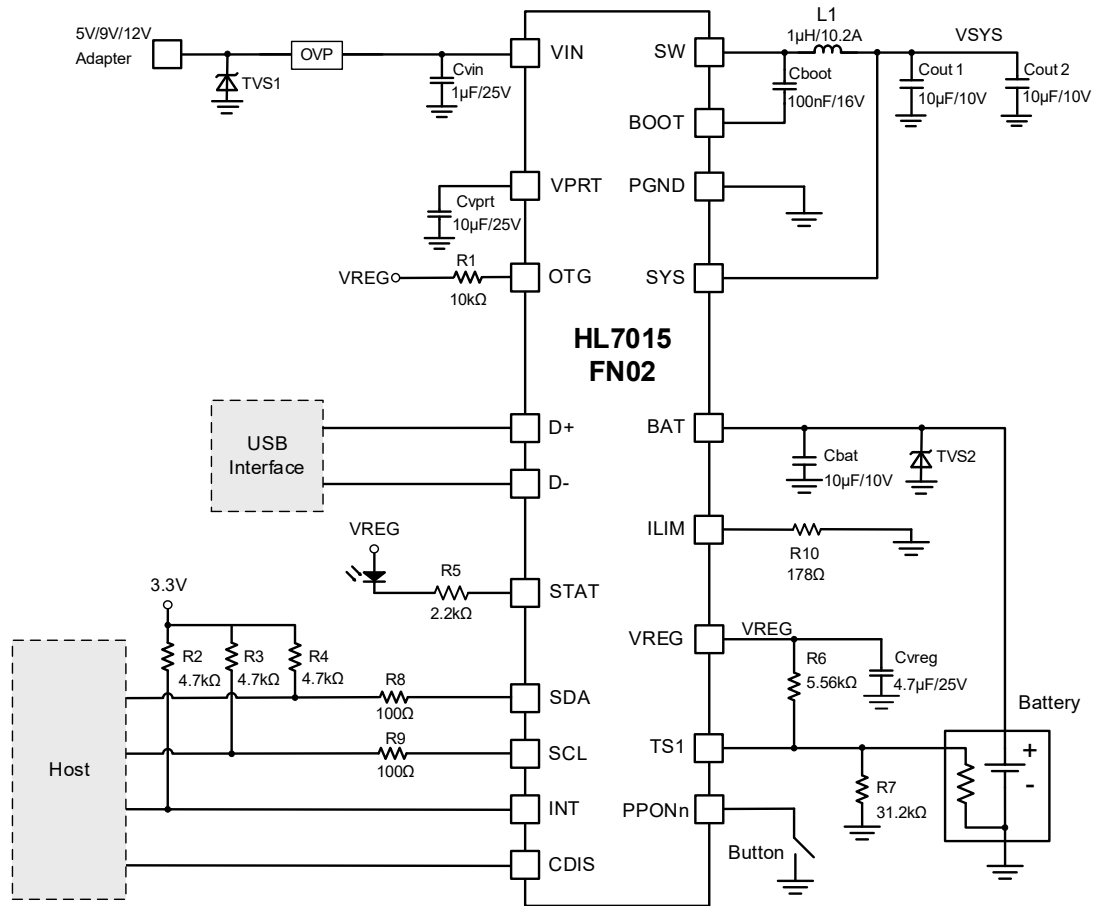 5V/9V/12V
Adapter
OVP
TVS1
Cvin
1µF/25V
VIN
SW
L1
1µH/10.2A
VSYS
Cboot
100nF/16V
Cout 1
10µF/10V
Cout 2
10µF/10V
BOOT
VPRT
Cvprt
10µF/25V
PGND
VREG
R1
10kΩ
OTG
SYS
HL7015
FN02
USB
Interface
D+
D-
BAT
Cbat
10µF/10V
TVS2
ILIM
R10
178Ω
VREG
R5
2.2kΩ
STAT
3.3V
R2
4.7kΩ
R3
4.7kΩ
R4
4.7kΩ
VREG
VREG
R6
5.56kΩ
Cvreg
4.7µF/25V
Battery
+
-
Host
R8
100Ω
SDA
R9
100Ω
SCL
TS1
R7
31.2kΩ
INT
PPONn
Button
CDIS